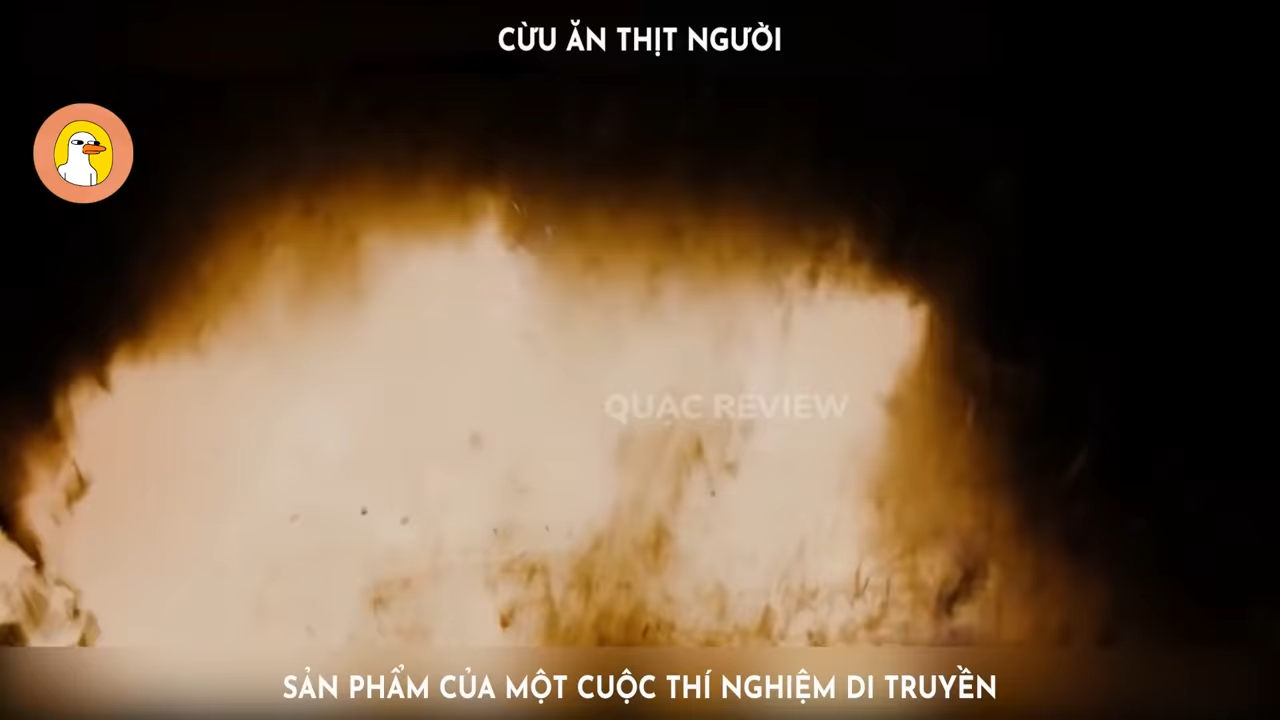 CỪU ĂN THỊT NGƯỜI
QUẠC REVIEW
SẢN PHẨM CỦA MỘT CUỘC THÍ NGHIỆM DI TRUYỀN